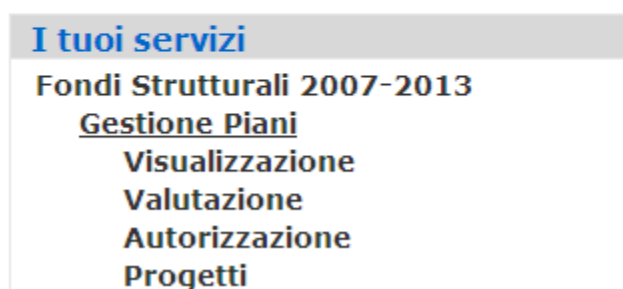 I tuoi servizi
Fondi Strutturali 2007-2013
Gestione Piani
Visualizzazione
Valutazione
Autorizzazione
Progetti